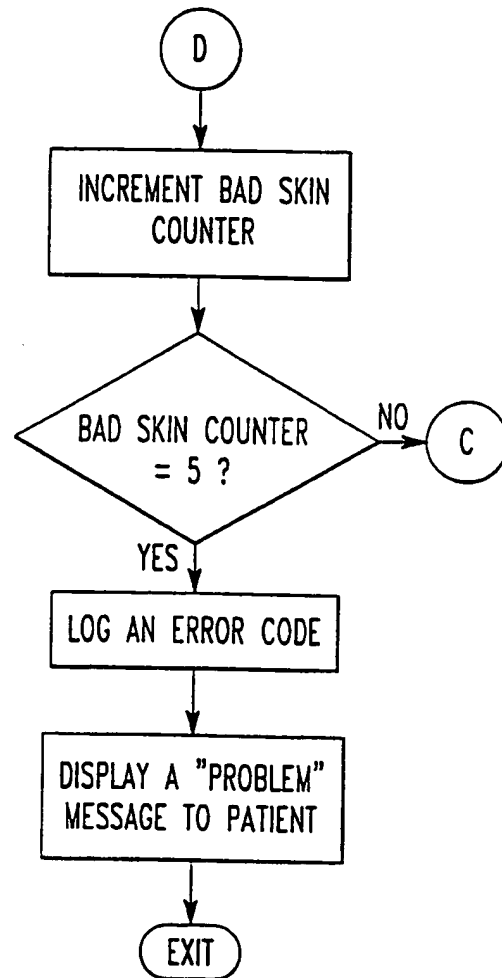 D
INCREMENT BAD SKIN
COUNTER
BAD SKIN COUNTER
= 5 ?
NO
C
YES
LOG AN ERROR CODE
DISPLAY A "PROBLEM"
MESSAGE TO PATIENT
EXIT